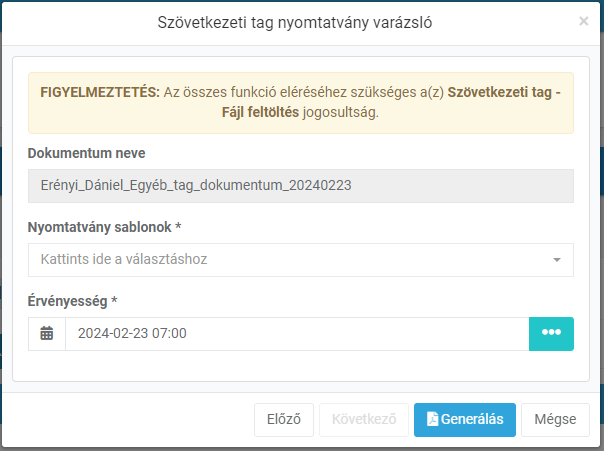 Szövetkezeti tag nyomtatvány varázsló
×
FIGYELMEZTETÉS: Az összes funkció eléréséhez szükséges a(z) Szövetkezeti tag -
Fájl feltöltés jogosultság.
Dokumentum neve
Erényi_Dániel_Egyéb_tag_dokumentum_20240223
Nyomtatvány sablonok *
Kattints ide a választáshoz
Érvényesség *
2024-02-23 07:00
Előző Következő Generálás Mégse